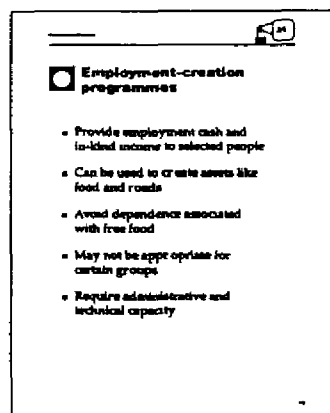 Employment-creation
programmes
Provide employment cash and
in-kind income to selected people
Can be used to create assets like
food and roads
Avoid dependence associated
with free food
May not be appropriate for
certain groups
Require administrative and
technical capacity